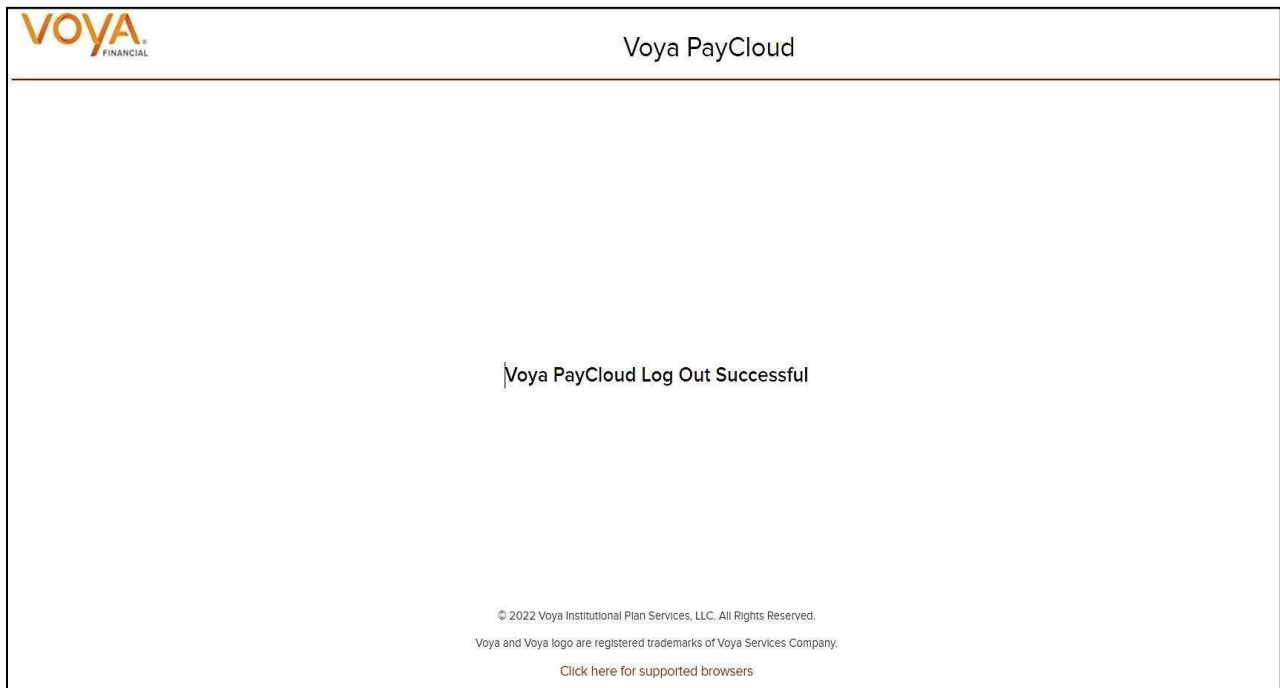 VOYA®
FINANCIAL
Voya PayCloud
Voya PayCloud Log Out Successful
© 2022 Voya Institutional Plan Services, LLC. All Rights Reserved.
Voya and Voya logo are registered trademarks of Voya Services Company.
Click here for supported browsers